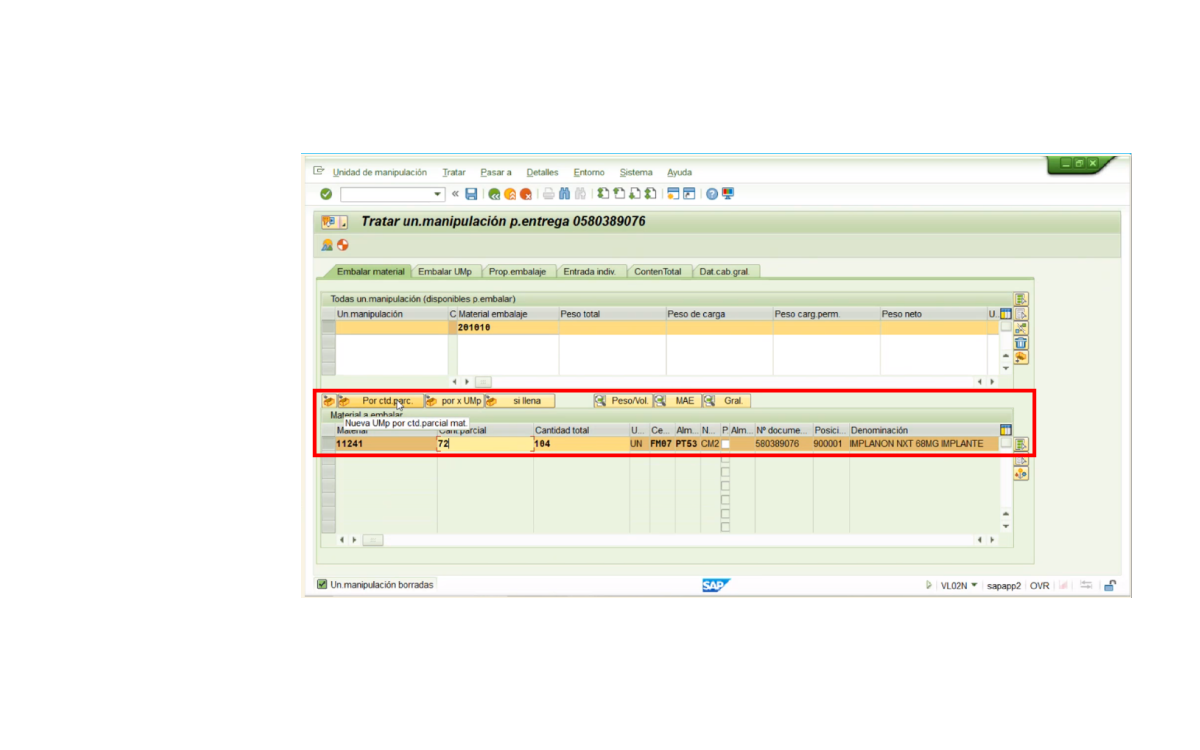 Unidad de manipulación Tratar Pasar a Detalles Entorno Sistema Ayuda
Tratar un.manipulación p.entrega 0580389076
Embalar material Embalar UMp Prop.embalaje Entrada indiv. ContenTotal Dat.cab.gral.
Todas un.manipulación (disponibles p.embalar)
Un.manipulación C Material embalaje Peso total Peso de carga Peso carg.perm. Peso neto U..
201010
Por ctd.parc. por x UMp si llena Peso/Vol. MAE Gral.
Material a embalar
Nueva UMp por ctd.parcial mat.
Material Cant.parcial Cantidad total U... Ce... Alm... N... P. Alm... Nº docume... Posici... Denominación
11241 72 104 UN FM07 PT53 CM2 580389076 900001 IMPLANON NXT 68MG IMPLANTE
Un.manipulación borradas SAP VL02N sapapp2 OVR